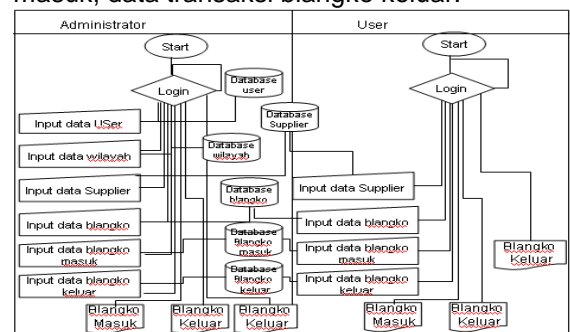 masuk, data transaksi blangko keluar.
Administrator
User
Start
Start
Login
Login
Database
user
Database
Supplier
Input data USer
Input data wilayah
Database
wilayah
Input data Supplier
Database
blangko
Input data Supplier
Input data blangko
Input data blangko
Input data blangko
masuk
Database
Blangko
masuk
Input data blangko
masuk
Blangko
Keluar
Input data blangko
keluar
Database
Blangko
keluar
Input data blangko
keluar
Blangko
Masuk
Blangko
Keluar
Blangko
Keluar
Blangko
Masuk
Blangko
Keluar